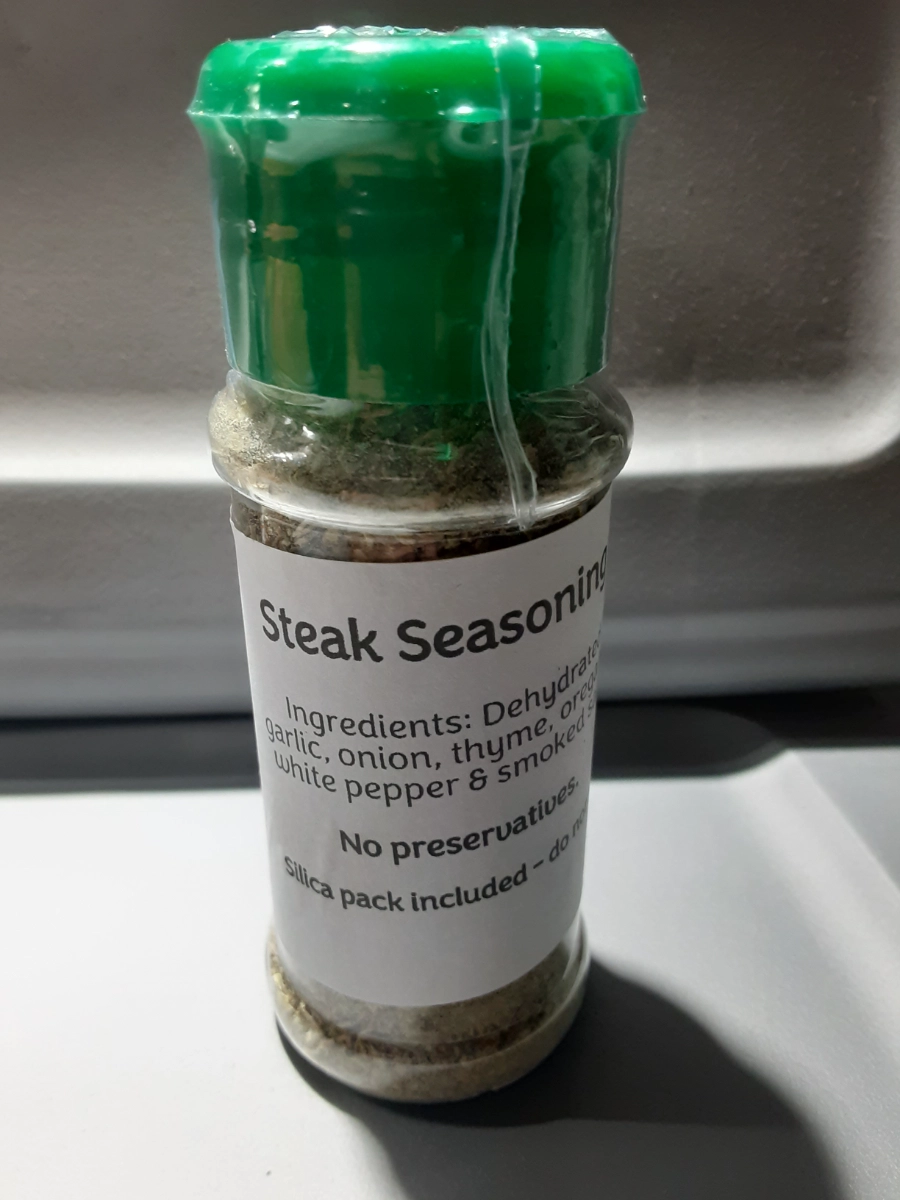 Steak Seasoning
Ingredients: Dehydrated
garlic, onion, thyme,
white pepper & smoked
No preservatives.
Silica pack included – do